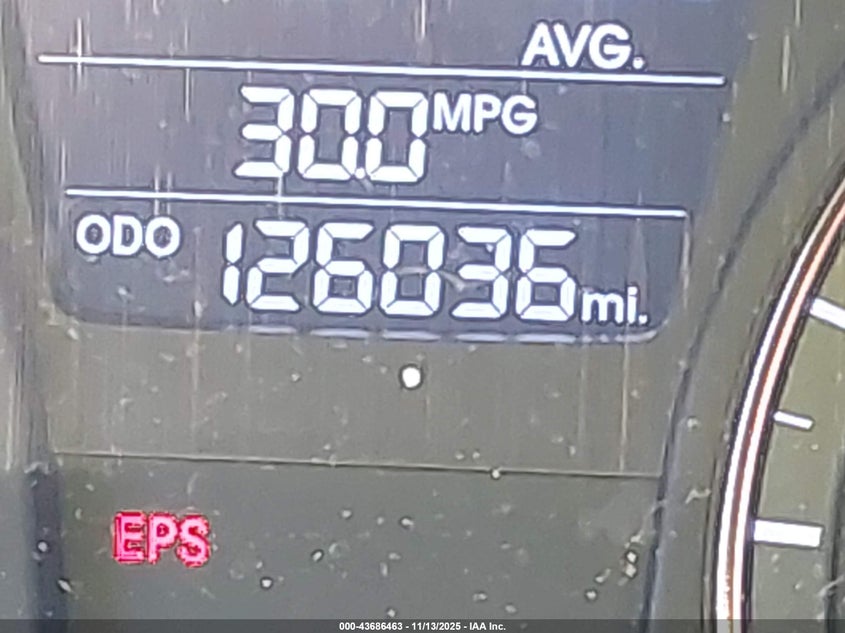 AVG.
30.0 MPG
ODO 126036 mi.
EPS
000-43686463 - 11/13/2025 - IAA Inc.